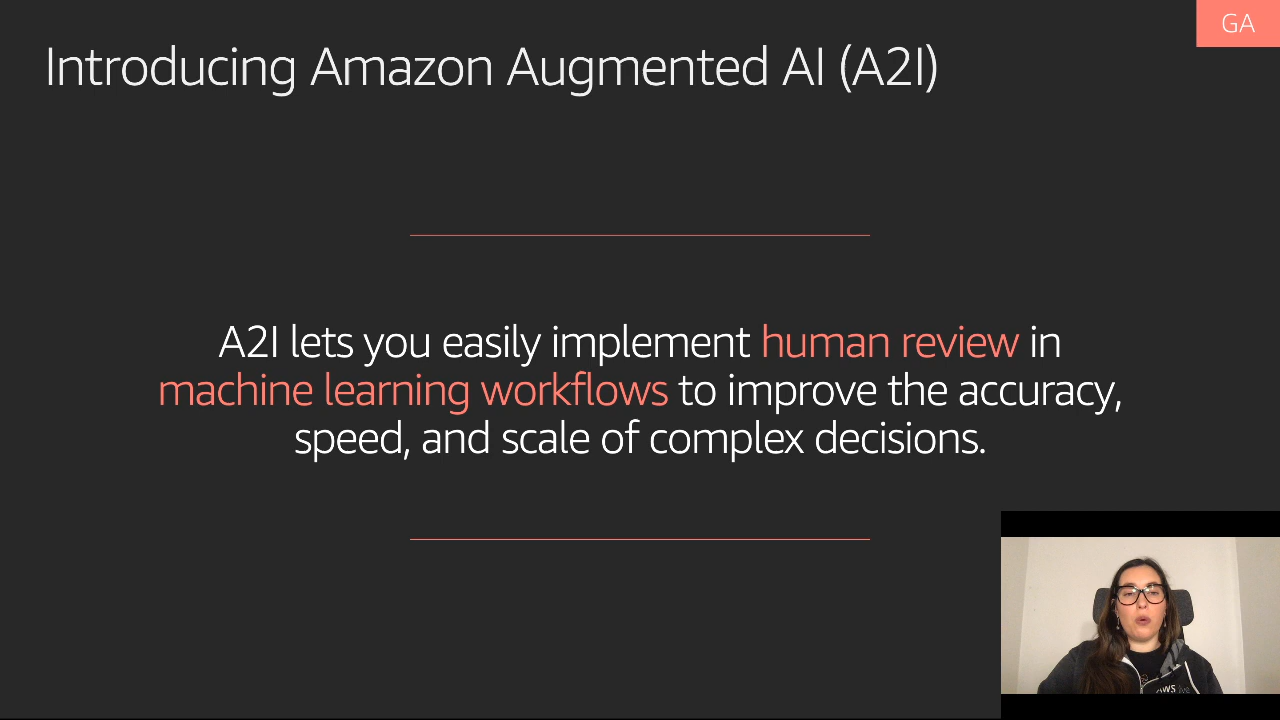 GA
Introducing Amazon Augmented AI (A2I)
A2I lets you easily implement human review in
machine learning workflows to improve the accuracy,
speed, and scale of complex decisions.